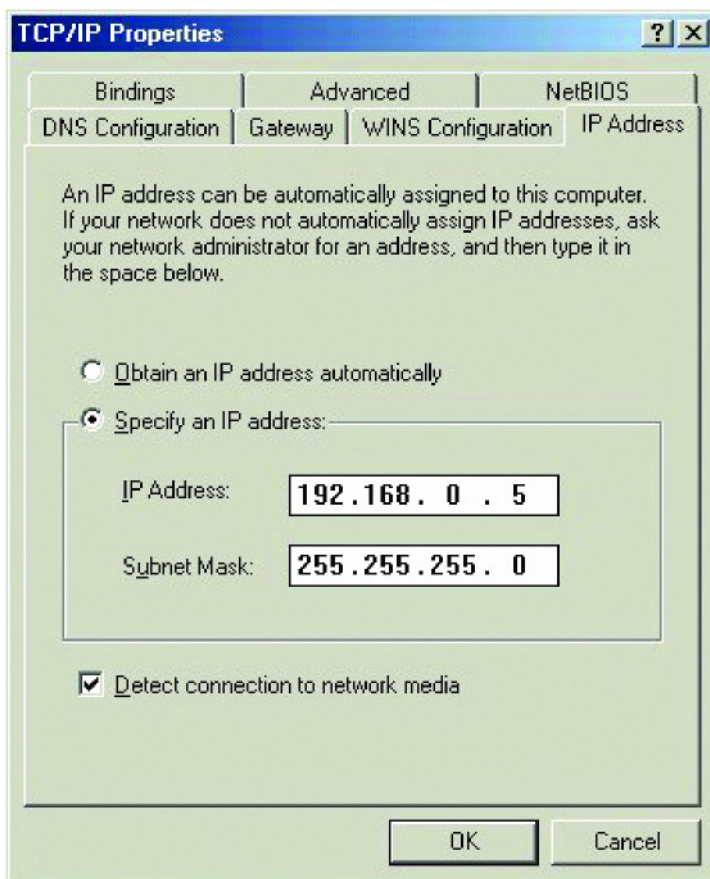 TCP/IP Properties
Bindings
Advanced
NetBIOS
DNS Configuration
Gateway
WINS Configuration
IP Address
An IP address can be automatically assigned to this computer.
If your network does not automatically assign IP addresses, ask
your network administrator for an address, and then type it in
the space below.
Obtain an IP address automatically
Specify an IP address:
IP Address:
192.168. 0 . 5
Subnet Mask:
255.255.255. 0
Detect connection to network media
OK
Cancel